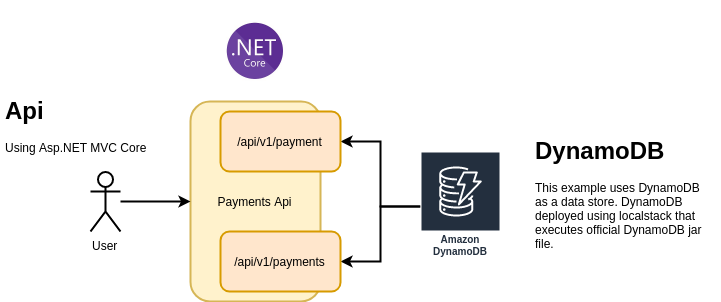 .NET
Core
Api
Using Asp.NET MVC Core
User
/api/v1/payment
Payments Api
/api/v1/payments
Amazon
DynamoDB
DynamoDB
This example uses DynamoDB
as a data store. DynamoDB
deployed using localstack that
executes official DynamoDB jar
file.